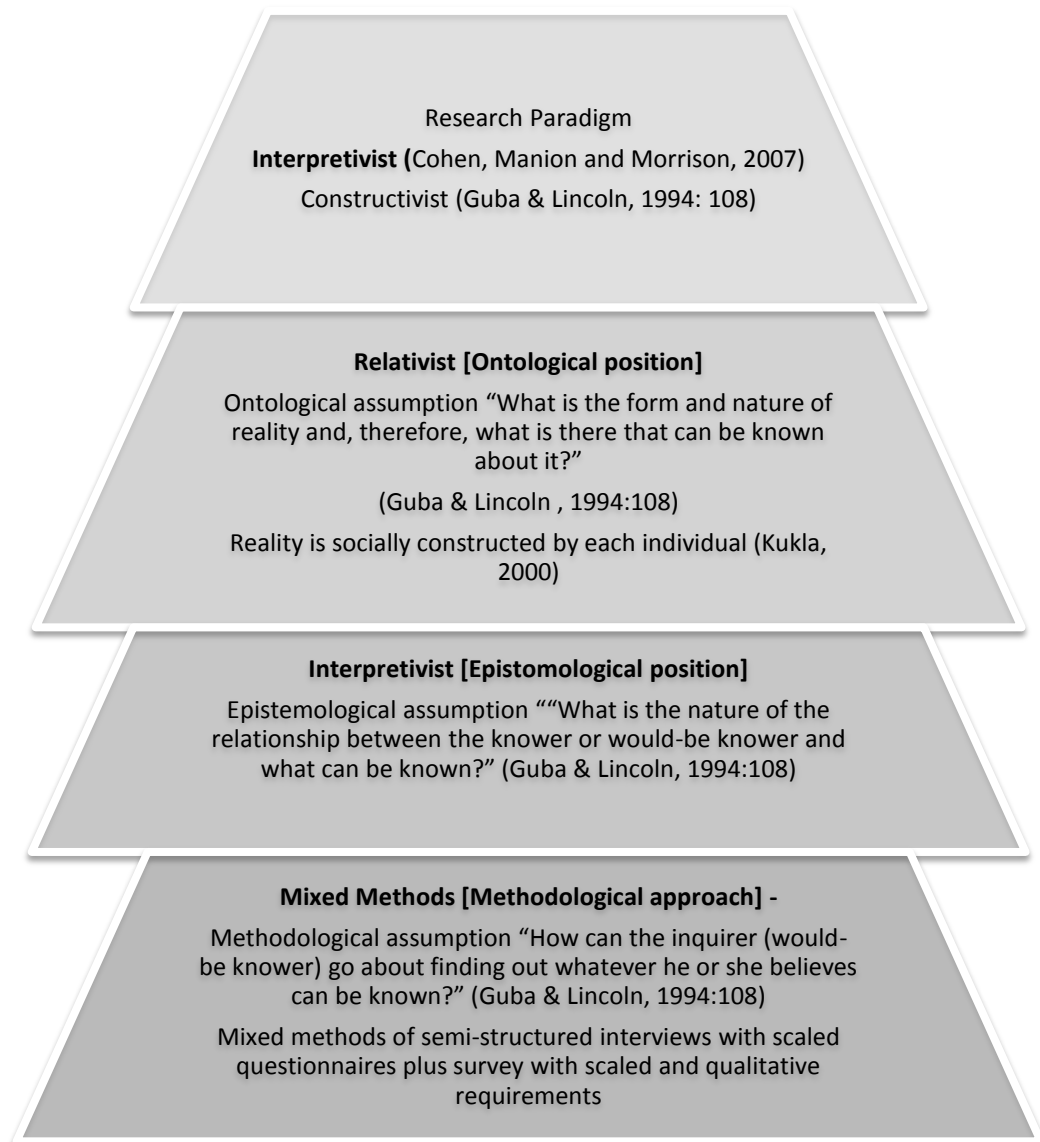 Research Paradigm
Interpretivist (Cohen, Manion and Morrison, 2007)
Constructivist (Guba & Lincoln, 1994: 108)
Relativist [Ontological position]
Ontological assumption “What is the form and nature of
reality and, therefore, what is there that can be known
about it?”
(Guba & Lincoln , 1994:108)
Reality is socially constructed by each individual (Kukla,
2000)
Interpretivist [Epistomological position]
Epistemological assumption ““What is the nature of the
relationship between the knower or would-be knower and
what can be known?” (Guba & Lincoln, 1994:108)
Mixed Methods [Methodological approach] -
Methodological assumption “How can the inquirer (would-
be knower) go about finding out whatever he or she believes
can be known?” (Guba & Lincoln, 1994:108)
Mixed methods of semi-structured interviews with scaled
questionnaires plus survey with scaled and qualitative
requirements